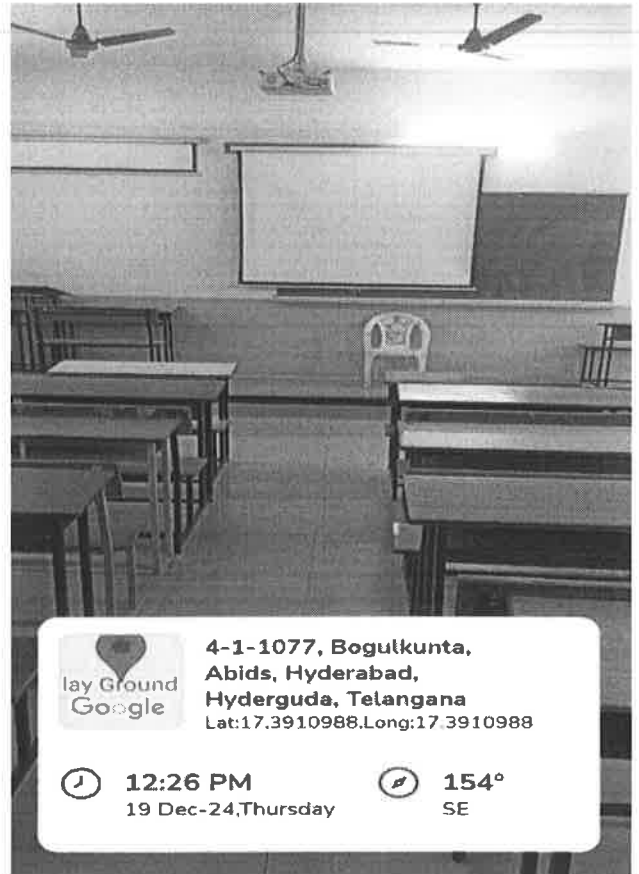 4-1-1077, Bogulkunta,
Abids, Hyderabad,
Hyderguda, Telangana
Lat:17.3910988,Long:17.3910988
lay Ground
Google
12:26 PM
19 Dec-24,Thursday
154°
SE